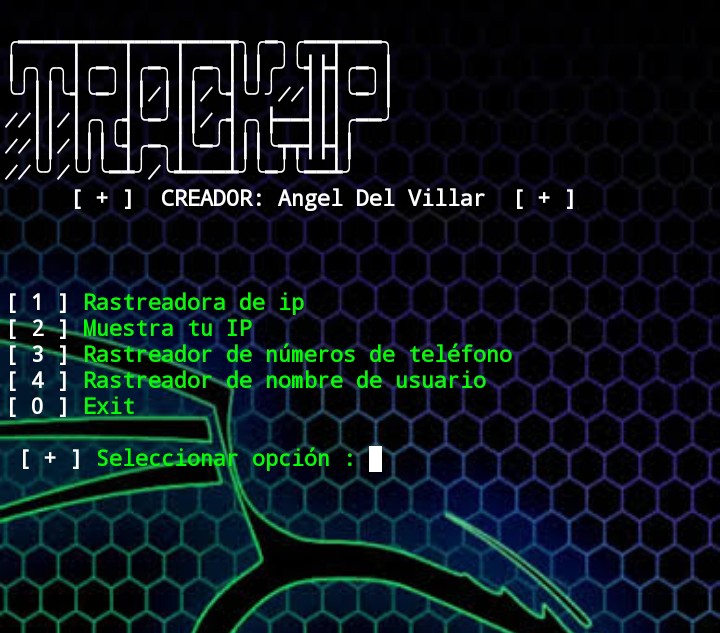 TRACK-IP
[ + ]  CREADOR: Angel Del Villar  [ + ]
[ 1 ] Rastreadora de ip
[ 2 ] Muestra tu IP
[ 3 ] Rastreador de números de teléfono
[ 4 ] Rastreador de nombre de usuario
[ 0 ] Exit
[ + ] Seleccionar opción :